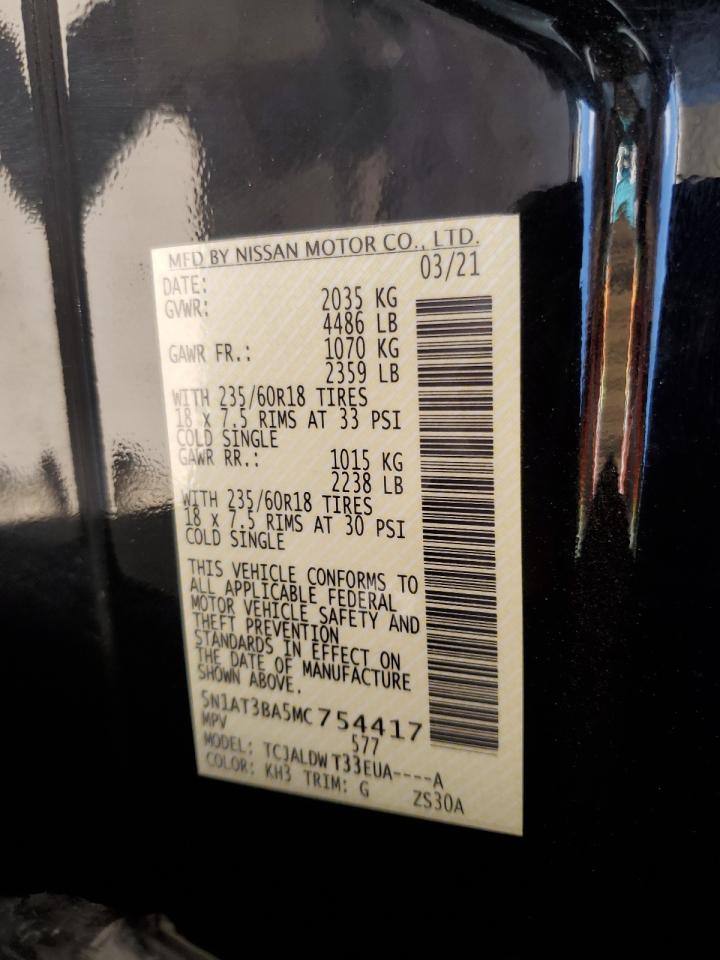 MFD BY NISSAN MOTOR CO., LTD.
DATE: 03/21
GVWR: 2035 KG
4486 LB
GAWR FR.: 1070 KG
2359 LB
WITH 235/60R18 TIRES
18 X 7.5 RIMS AT 33 PSI
COLD SINGLE
GAWR RR.: 1015 KG
2238 LB
WITH 235/60R18 TIRES
18 X 7.5 RIMS AT 30 PSI
COLD SINGLE
THIS VEHICLE CONFORMS TO
ALL APPLICABLE FEDERAL
MOTOR VEHICLE SAFETY AND
THEFT PREVENTION
STANDARDS IN EFFECT ON
THE DATE OF MANUFACTURE
SHOWN ABOVE.
5N1AT3BA5MC754417
MPV 577
MODEL: TCJALDW T33EUA----A
COLOR: KH3 TRIM: G ZS30A